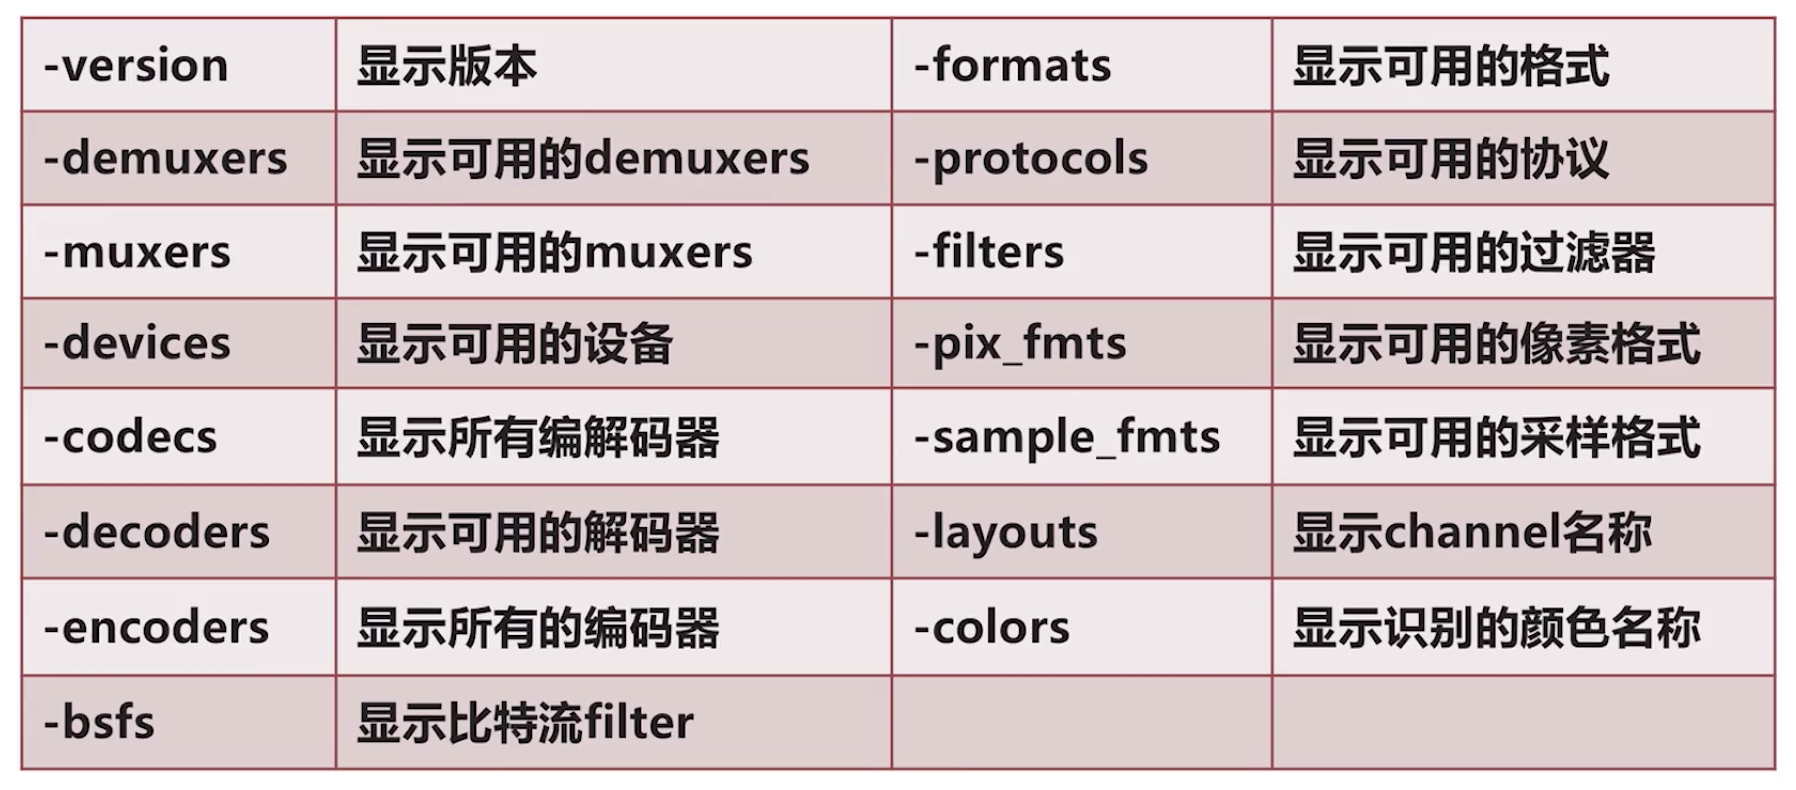 -version 显示版本 -formats 显示可用的格式
-demuxers 显示可用的demuxers -protocols 显示可用的协议
-muxers 显示可用的muxers -filters 显示可用的过滤器
-devices 显示可用的设备 -pix_fmts 显示可用的像素格式
-codecs 显示所有编解码器 -sample_fmts 显示可用的采样格式
-decoders 显示可用的解码器 -layouts 显示channel名称
-encoders 显示所有的编码器 -colors 显示识别的颜色名称
-bsfs 显示比特流filter